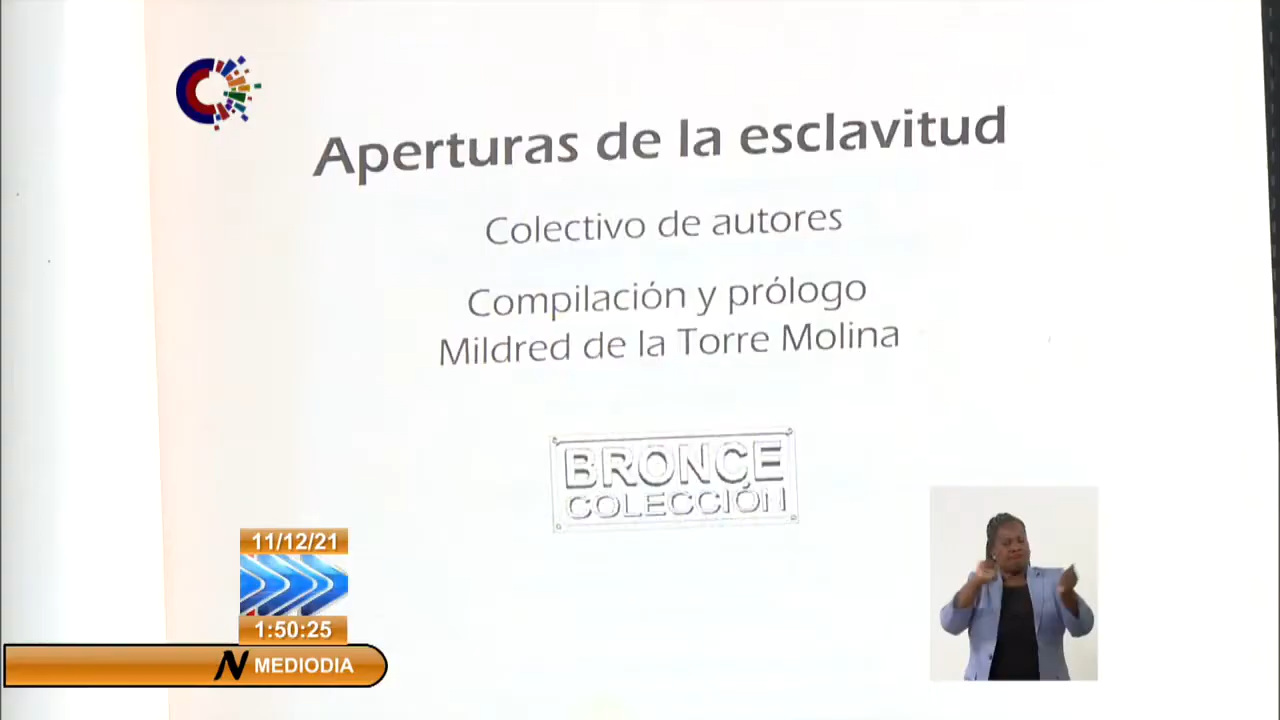 Aperturas de la esclavitud
Colectivo de autores
Compilación y prólogo
Mildred de la Torre Molina
BRONCE
COLECCIÓN
11/12/21
1:50:25
N MEDIODIA